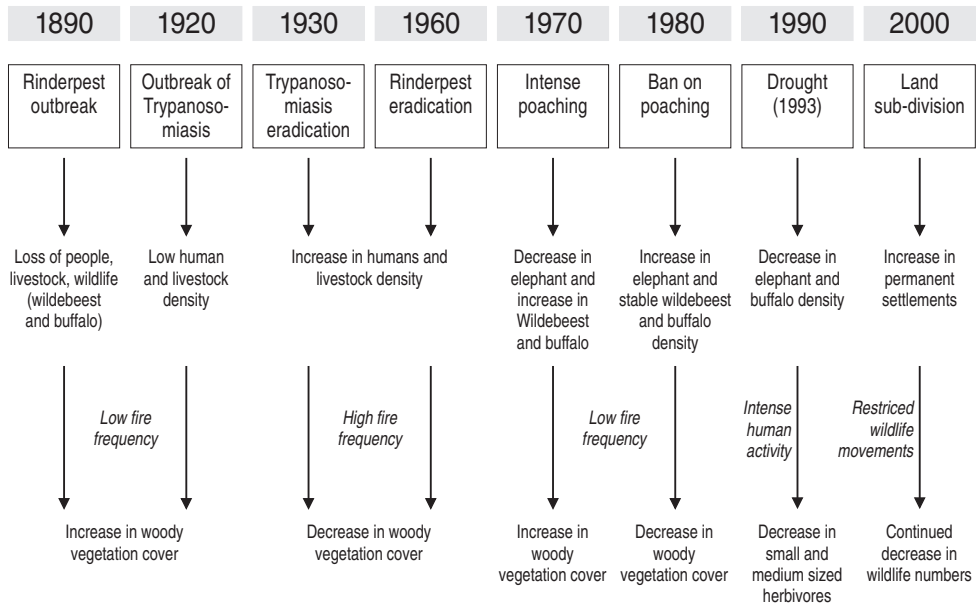 1890
1920
1930
1960
1970
1980
1990
2000
Rinderpest
outbreak
Outbreak of
Trypanoso-
miasis
Trypanoso-
miasis
eradication
Rinderpest
eradication
Intense
poaching
Ban on
poaching
Drought
(1993)
Land
sub-division
Loss of people,
livestock, wildlife
(wildebeest
and buffalo)
Low human
and livestock
density
Increase in humans and
livestock density
Decrease in
elephant and
increase in
Wildebeest
and buffalo
Increase in
elephant and
stable wildebeest
and buffalo
density
Decrease in
elephant and
buffalo density
Increase in
permanent
settlements
Low fire
frequency
High fire
frequency
Low fire
frequency
Intense
human
activity
Restriced
wildlife
movements
Increase in woody
vegetation cover
Decrease in woody
vegetation cover
Increase in
woody
vegetation cover
Decrease in
woody
vegetation cover
Decrease in
small and
medium sized
herbivores
Continued
decrease in
wildlife numbers